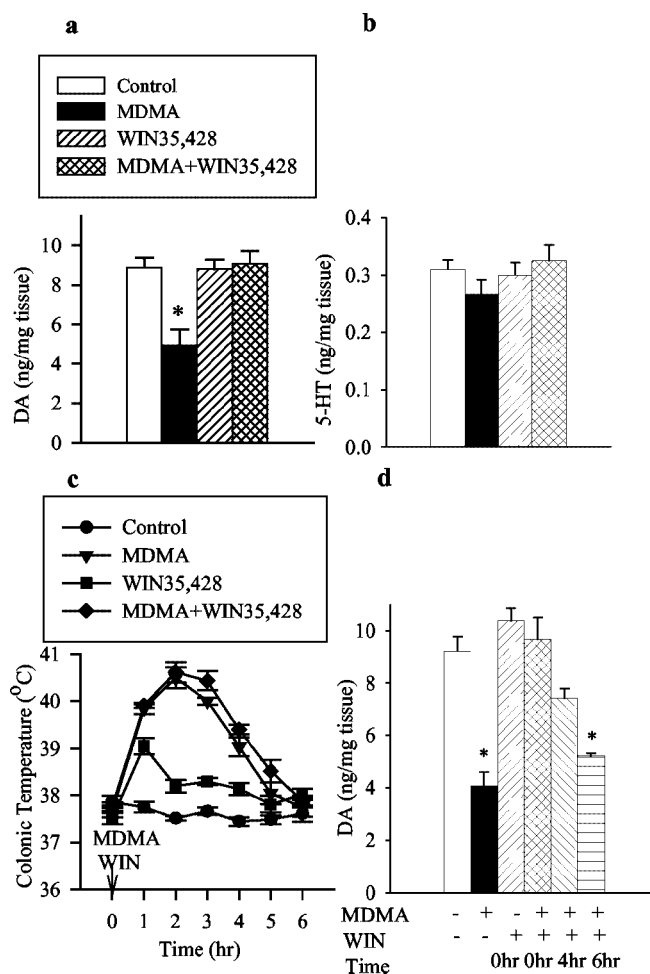 a
b
Control
MDMA
WIN35,428
MDMA+WIN35,428
DA (ng/mg tissue)
10
8
6
4
2
0
*
5-HT (ng/mg tissue)
0.4
0.3
0.2
0.1
0.0
c
d
Control
MDMA
WIN35,428
MDMA+WIN35,428
Colonic Temperature (°C)
41
40
39
38
37
36
MDMA
WIN
0 1 2 3 4 5 6
Time (hr)
DA (ng/mg tissue)
10
8
6
4
2
0
*
*
MDMA - + - + + +
WIN - - + + + +
Time 0hr 0hr 4hr 6hr